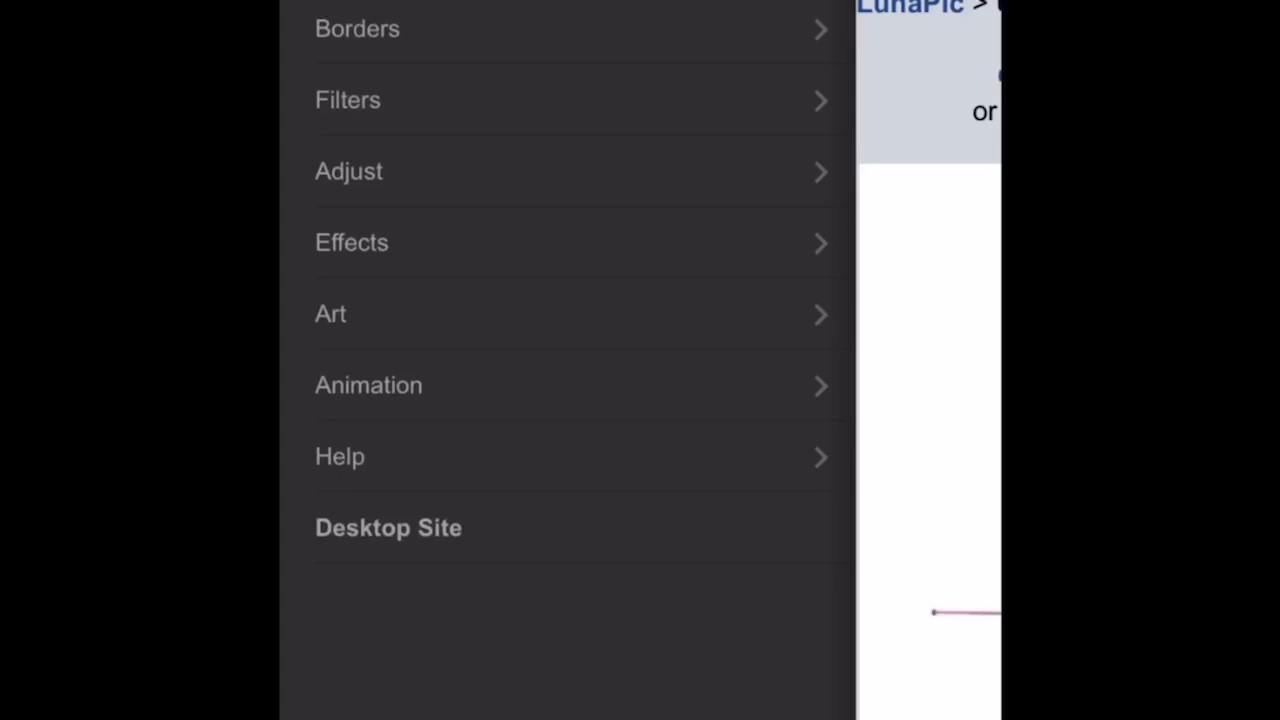 LunaPic >
Borders
Filters
or
Adjust
Effects
Art
Animation
Help
Desktop Site